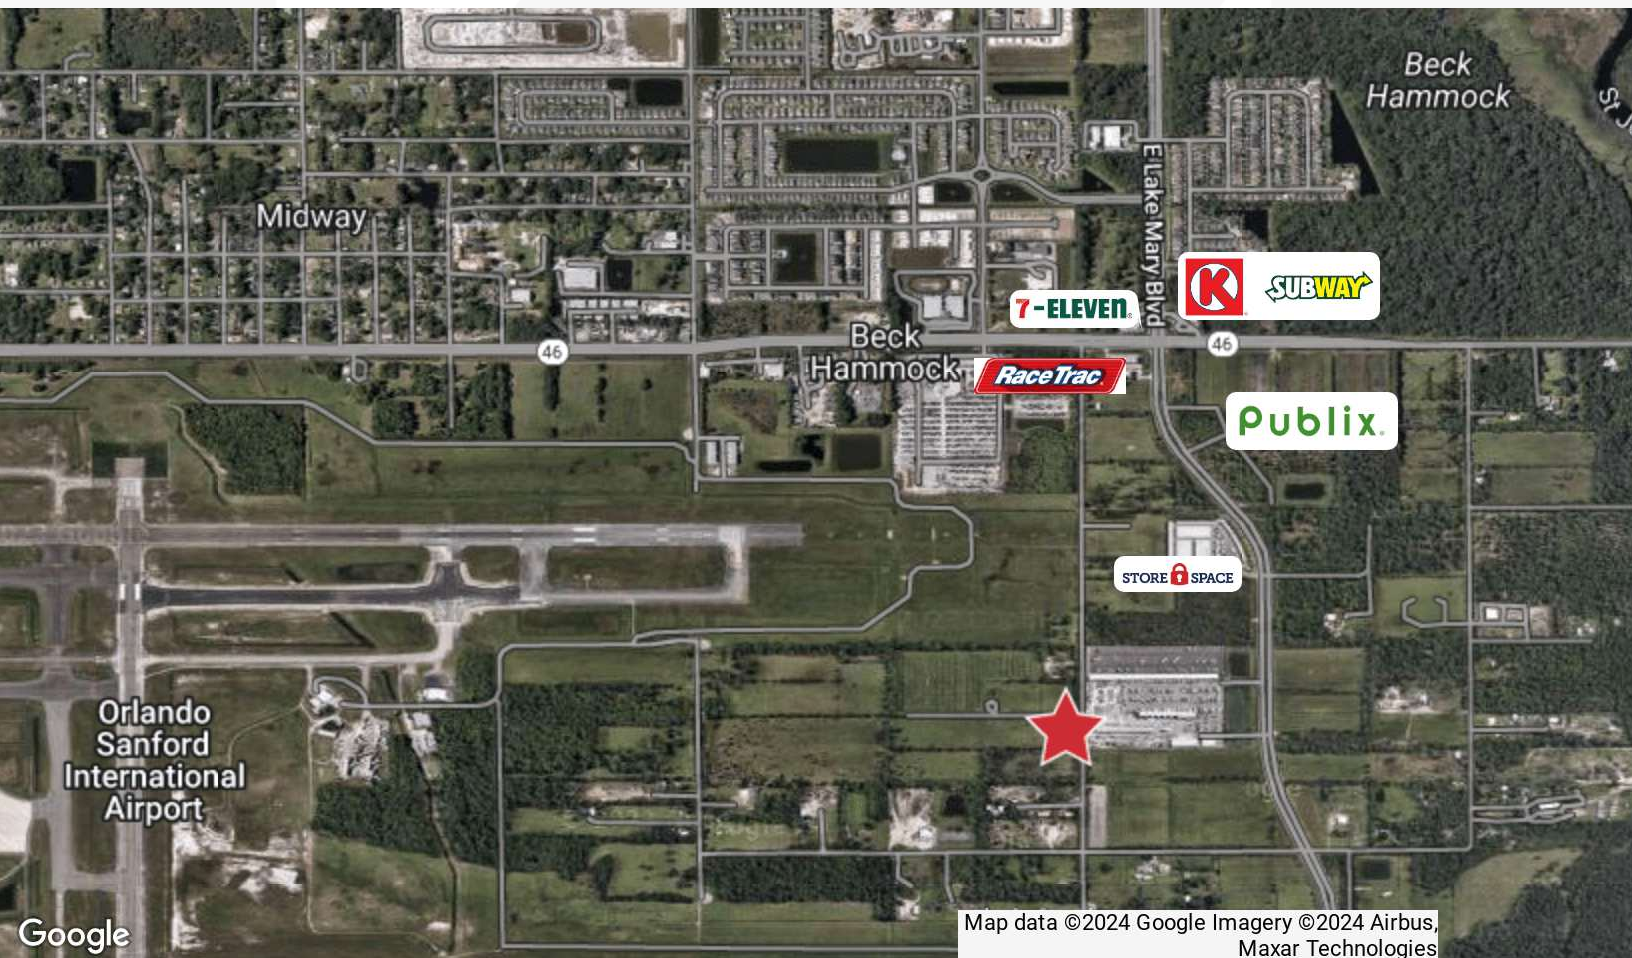 Beck
Hammock
St J
E Lake Mary Blvd
Midway
K
SUBWAY
7-ELEVEN
Beck
Hammock
46
46
RaceTrac
Publix
STORE SPACE
Orlando
Sanford
International
Airport
Google
Map data ©2024 Google Imagery ©2024 Airbus,
Maxar Technologies